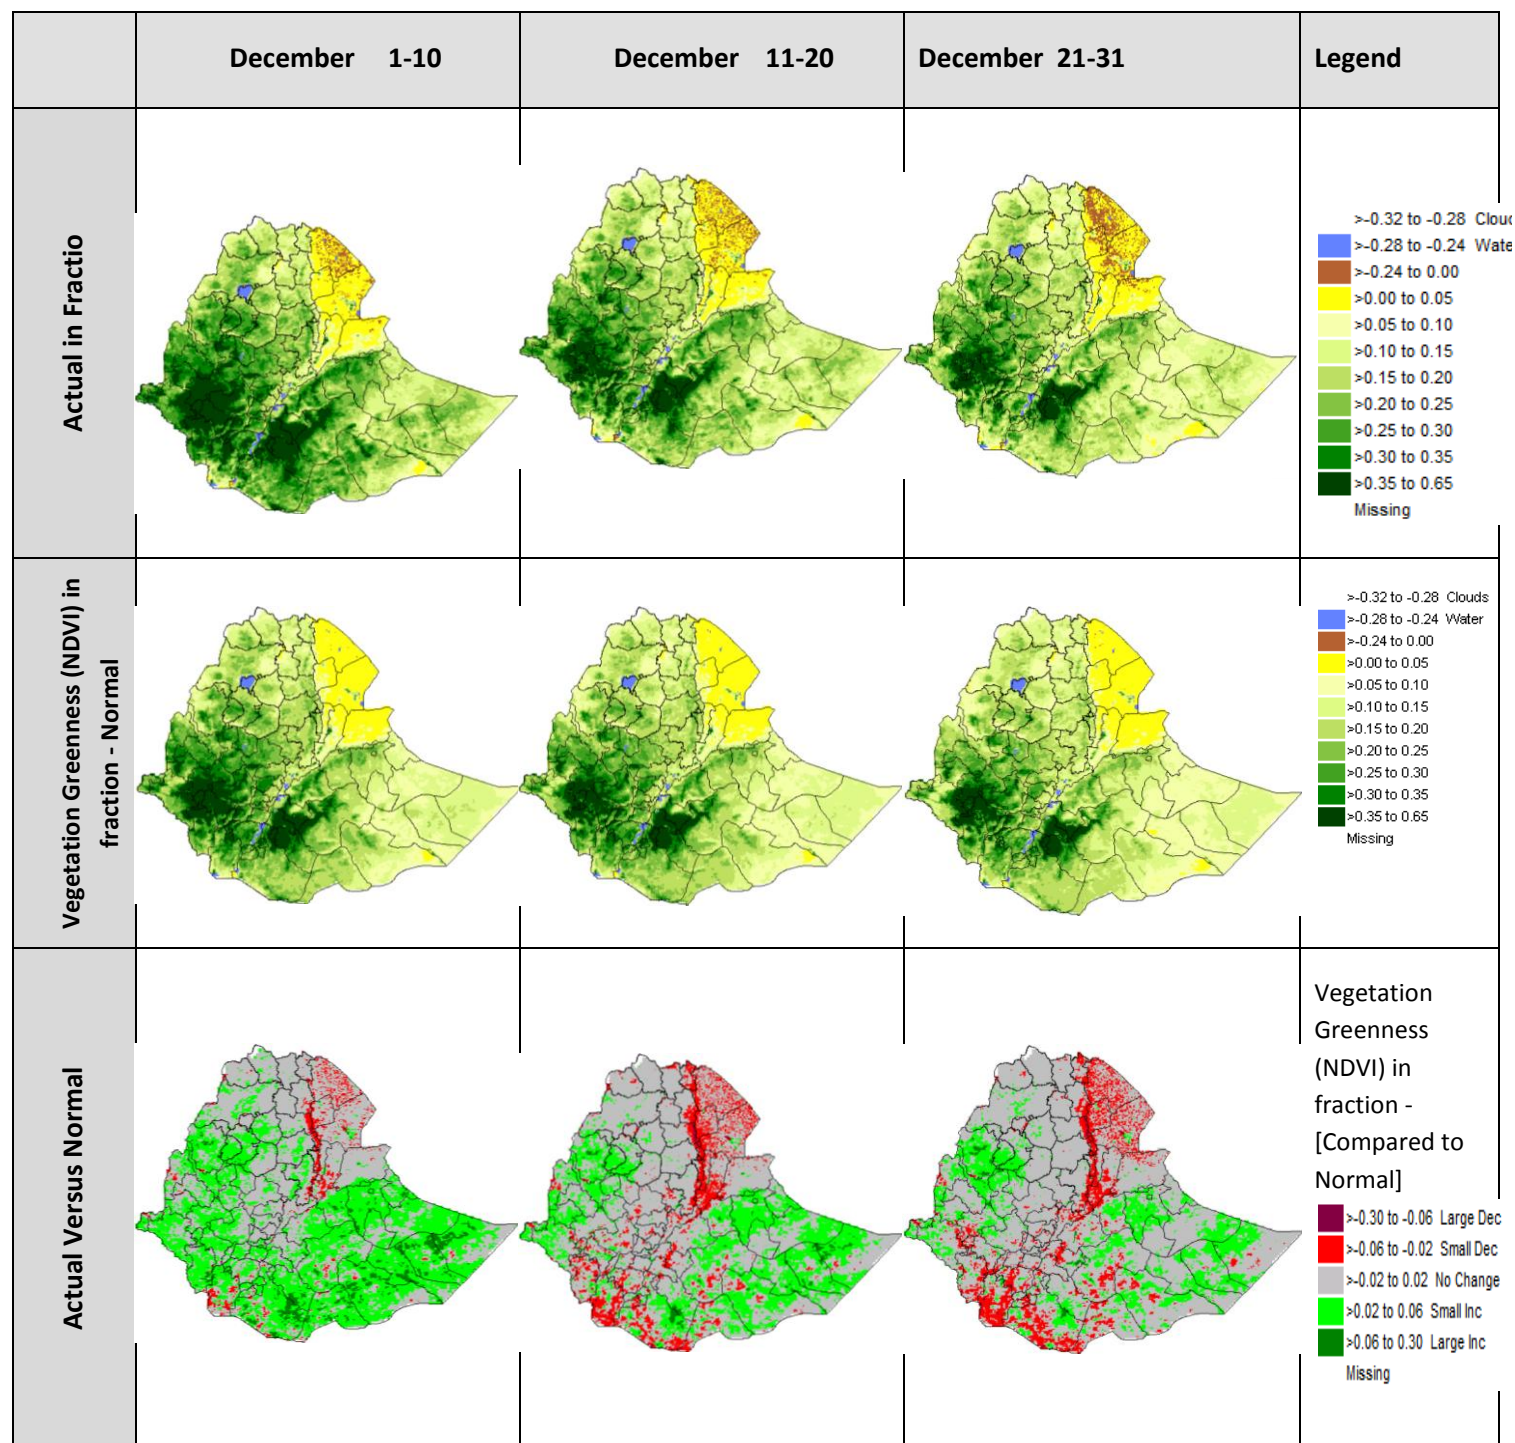 December 1-10
December 11-20
December 21-31
Legend
Actual in Fractio
>-0.32 to -0.28 Clouc
>-0.28 to -0.24 Wate
>-0.24 to 0.00
>0.00 to 0.05
>0.05 to 0.10
>0.10 to 0.15
>0.15 to 0.20
>0.20 to 0.25
>0.25 to 0.30
>0.30 to 0.35
>0.35 to 0.65
Missing
Vegetation Greenness (NDVI) in
fraction - Normal
>-0.32 to -0.28 Clouds
>-0.28 to -0.24 Water
>-0.24 to 0.00
>0.00 to 0.05
>0.05 to 0.10
>0.10 to 0.15
>0.15 to 0.20
>0.20 to 0.25
>0.25 to 0.30
>0.30 to 0.35
>0.35 to 0.65
Missing
Actual Versus Normal
Vegetation
Greenness
(NDVI) in
fraction -
[Compared to
Normal]
>-0.30 to -0.06 Large Dec
>-0.06 to -0.02 Small Dec
>-0.02 to 0.02 No Change
>0.02 to 0.06 Small Inc
>0.06 to 0.30 Large Inc
Missing